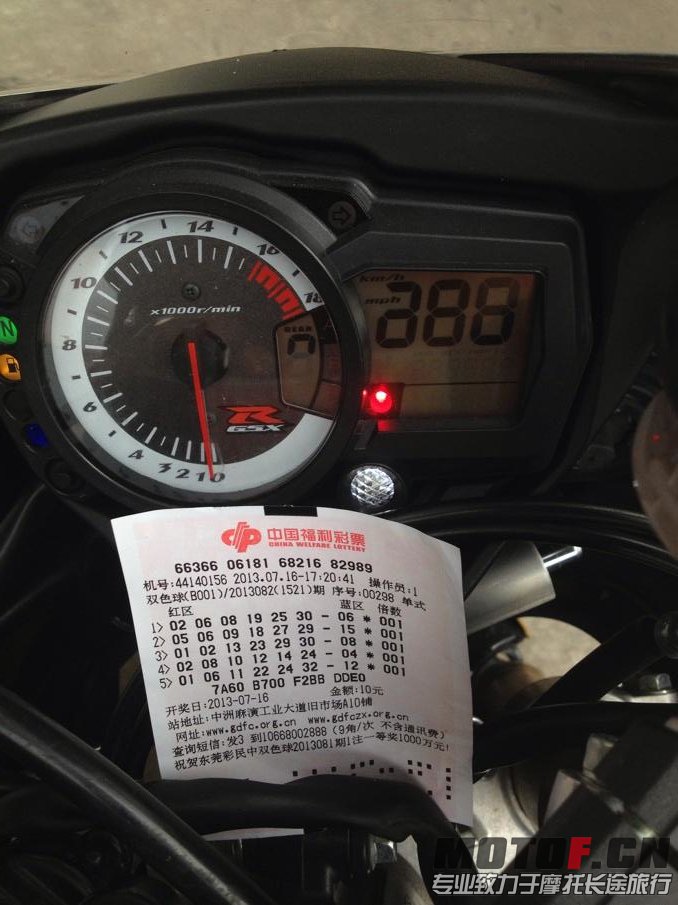 12
14
16
18
10
8
6
4
3
2
1
0
x1000r/min
GEAR
R
GSX
km/h
mph
N
中国福利彩票
CHINA WELFARE LOTTERY
66366 06181 68216 82989
机号:44140156 2013.07.16-17:20:41 操作员:1
双色球(B001)/2013082(1521)期 序号:00298 单式
红区 蓝区 倍数
1> 02 06 08 19 25 30 - 06 * 001
2> 05 06 09 18 27 29 - 15 * 001
3> 01 02 13 23 29 30 - 08 * 001
4> 02 08 10 12 14 24 - 04 * 001
5> 01 06 11 22 24 32 - 12 * 001
7A60 B700 F2BB DDE0
开奖日:2013-07-16 金额:10元
站地址:中洲麻演工业大道旧市场A10铺
网址:www.gdfc.org.cn www.gdfczx.org.cn
查询短信:发3 到10668002888 (9角/次 不含通讯费)
祝贺东莞彩民中双色球2013081期1注一等奖1000万元!
MOTOF.CN
专业致力于摩托长途旅行